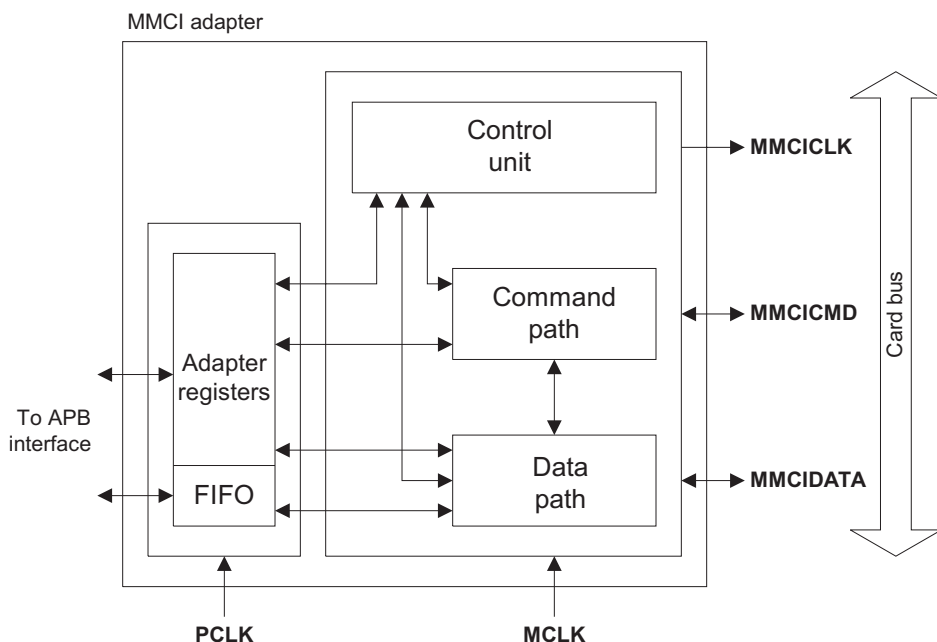 MMCI adapter
Control
unit
MMCICLK
Command
path
MMCICMD
Card bus
Adapter
registers
To APB
interface
FIFO
Data
path
MMCIDATA
PCLK
MCLK